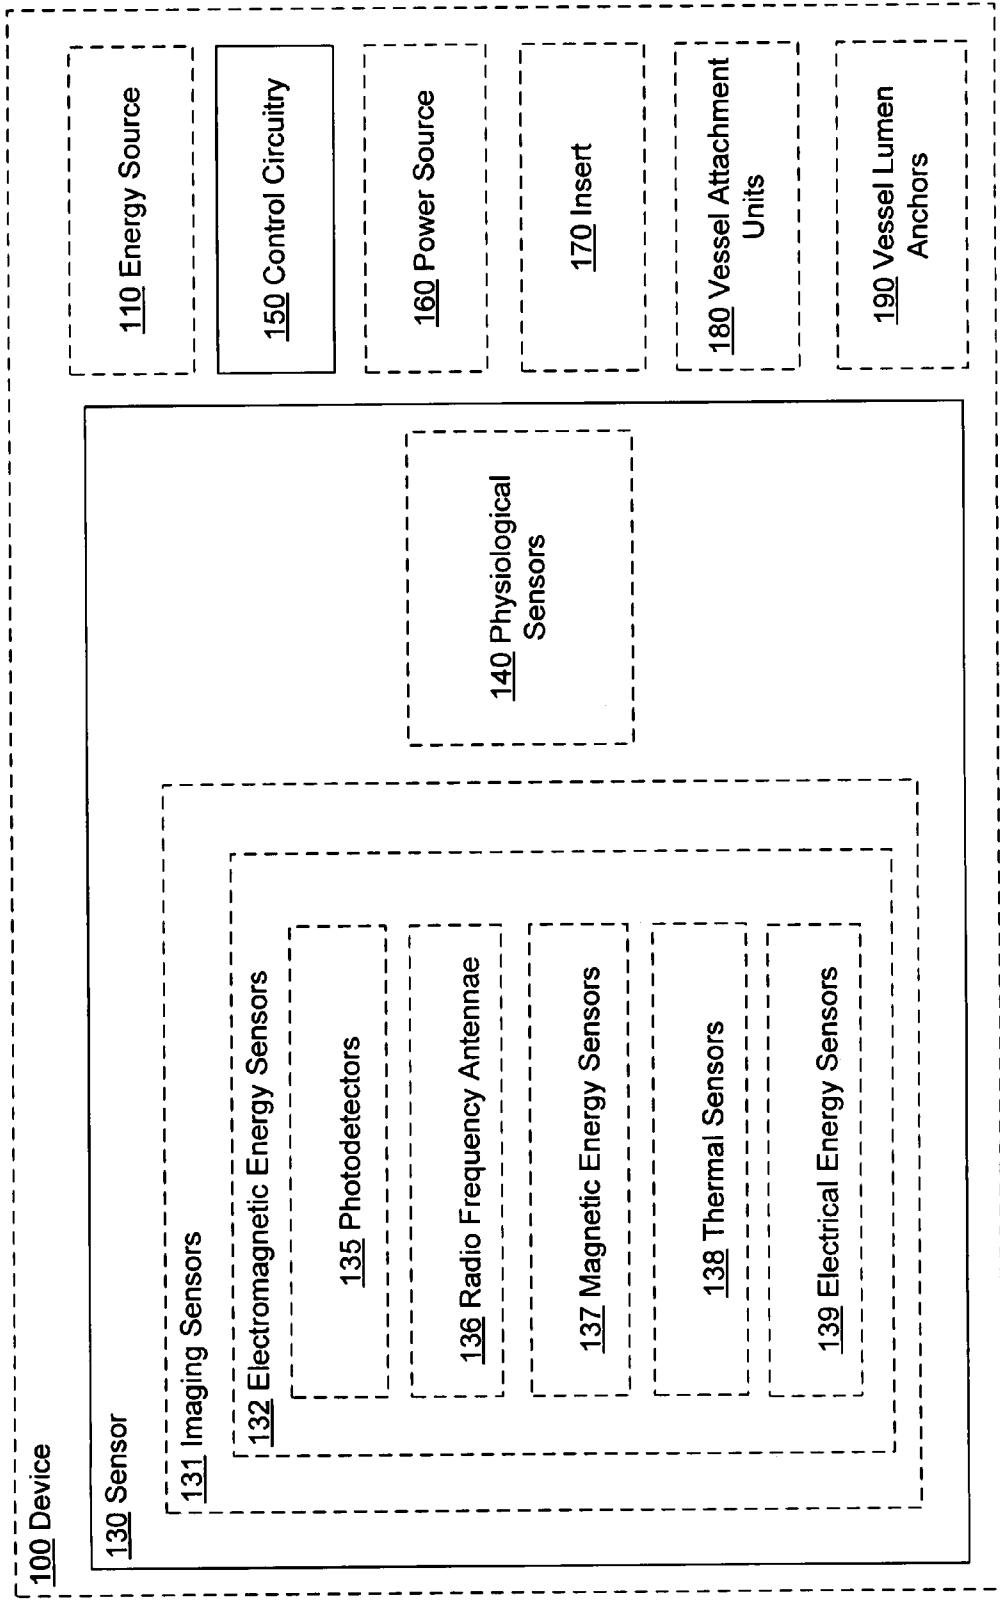 100 Device
130 Sensor
131 Imaging Sensors
132 Electromagnetic Energy Sensors
135 Photodetectors
136 Radio Frequency Antennae
137 Magnetic Energy Sensors
138 Thermal Sensors
139 Electrical Energy Sensors
140 Physiological
Sensors
110 Energy Source
150 Control Circuitry
160 Power Source
170 Insert
180 Vessel Attachment
Units
190 Vessel Lumen
Anchors